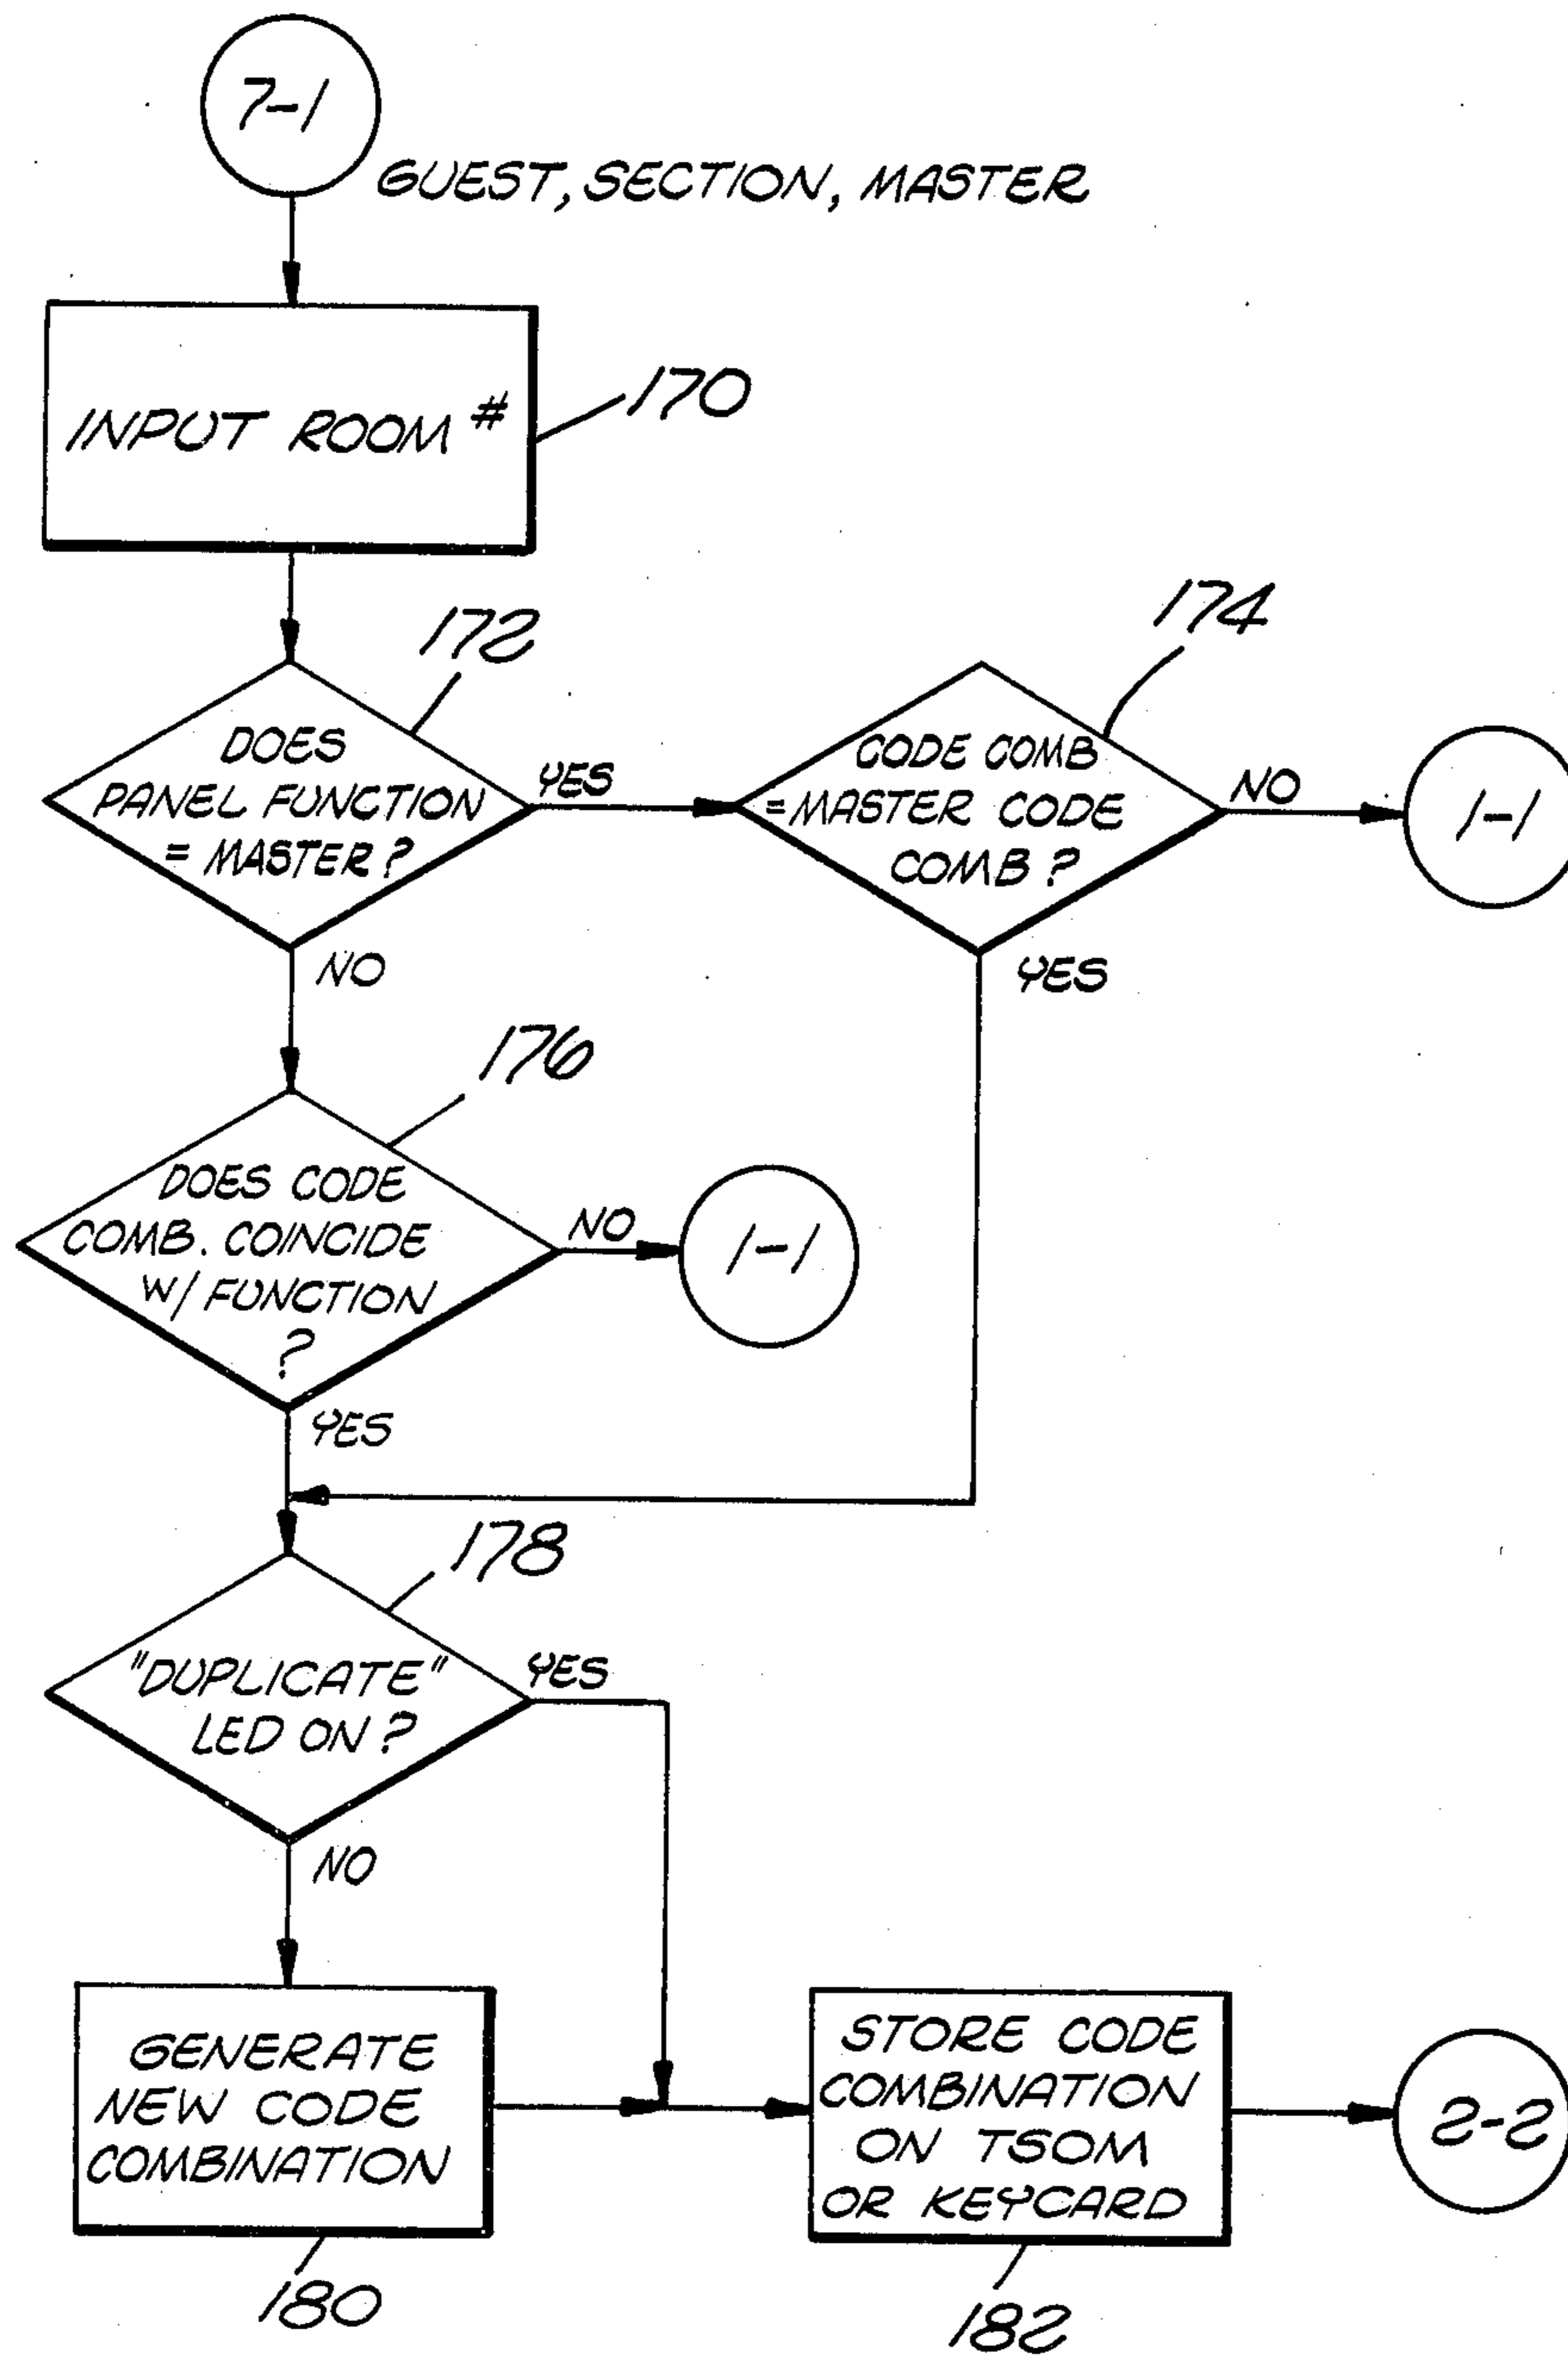 7-1
GUEST, SECTION, MASTER
INPUT ROOM #
170
172
DOES
PANEL FUNCTION
= MASTER?
YES
NO
174
CODE COMB
=MASTER CODE
COMB?
NO
1-1
YES
176
DOES CODE
COMB. COINCIDE
W/ FUNCTION
?
NO
1-1
YES
178
"DUPLICATE"
LED ON?
YES
NO
GENERATE
NEW CODE
COMBINATION
180
STORE CODE
COMBINATION
ON TSOM
OR KEYCARD
182
2-2